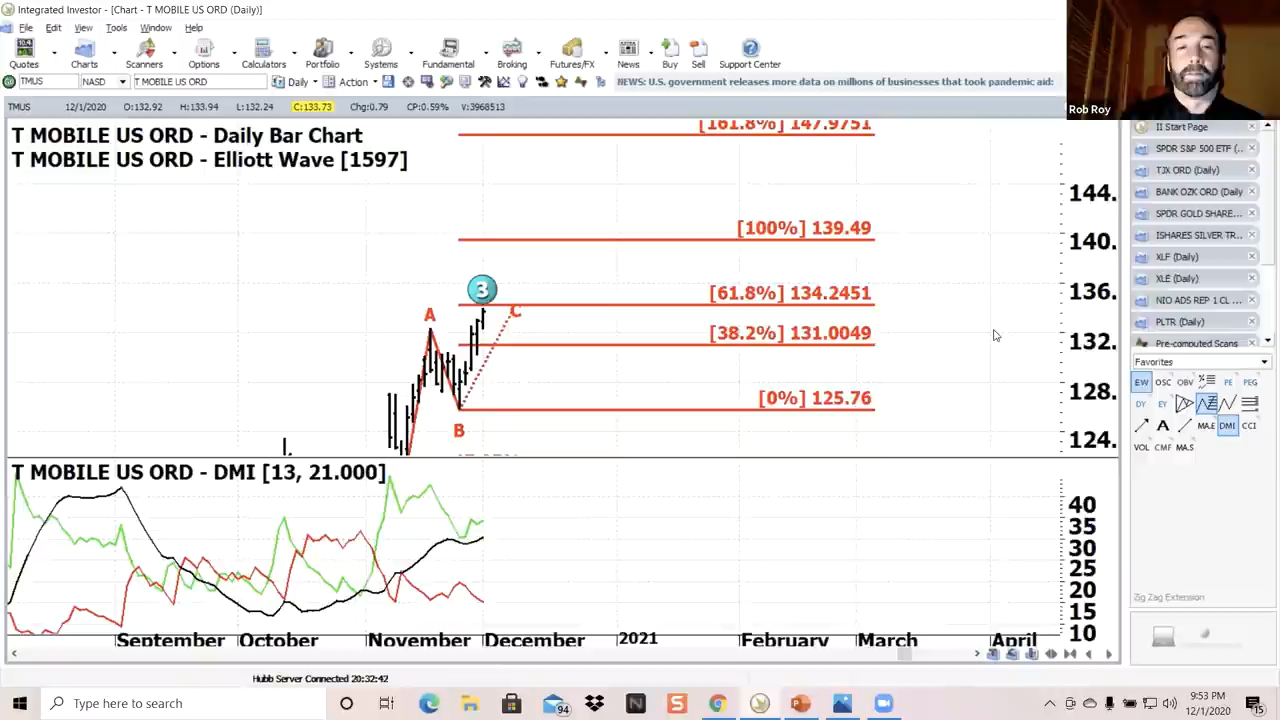 Integrated Investor - [Chart - T MOBILE US ORD (Daily)]
File Edit View Tools Window Help
10.4
Quotes Charts Scanners Options Calculators Portfolio Systems Fundamental Broking Futures/FX News Buy Sell Support Center
TMUS NASD T MOBILE US ORD Daily Action NEWS: U.S. government releases more data on millions of businesses that took pandemic aid:
TMUS 12/1/2020 O:132.92 H:133.94 L:132.24 C:133.73 Chg:0.79 CP:0.59% V:3968513
Rob Roy
T MOBILE US ORD - Daily Bar Chart
T MOBILE US ORD - Elliott Wave [1597]
[161.8%] 147.9751
[100%] 139.49
[61.8%] 134.2451
[38.2%] 131.0049
[0%] 125.76
3
A
C
B
144.
140.
136.
132.
128.
124.
T MOBILE US ORD - DMI [13, 21.000]
40
35
30
25
20
15
10
September October November December 2021 February March April
II Start Page
SPDR S&P 500 ETF (..
TJX ORD (Daily)
BANK OZK ORD (Daily
SPDR GOLD SHARE...
ISHARES SILVER TR...
XLF (Daily)
XLE (Daily)
NIO ADS REP 1 CL ...
PLTR (Daily)
Pre-computed Scans
Favorites
EW OSC OBV PE PEG
DY EY
A MA.E DMI CCI
VOL CMF MA.S
Zig Zag Extension
Hubb Server Connected 20:32:42
Type here to search
94
N
S
9:53 PM
12/1/2020
15